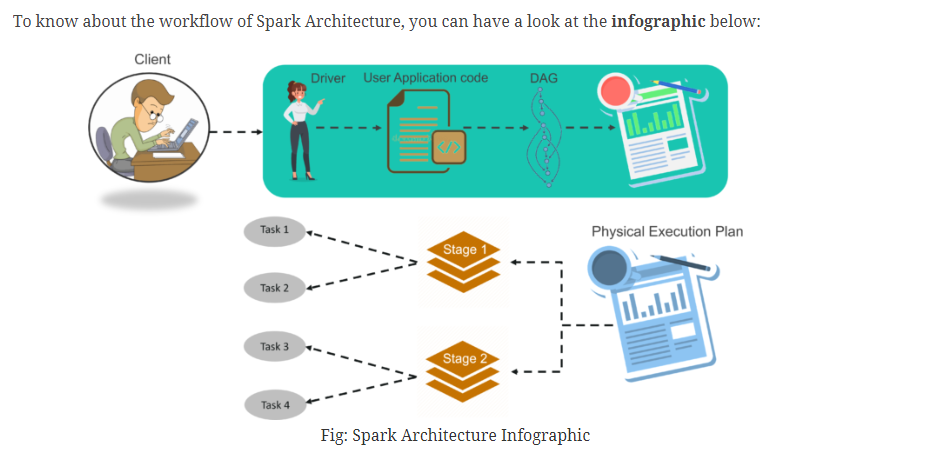 To know about the workflow of Spark Architecture, you can have a look at the infographic below:
Client
Driver
User Application code
DAG
</>
Task 1
Task 2
Task 3
Task 4
Stage 1
Stage 2
Physical Execution Plan
Fig: Spark Architecture Infographic